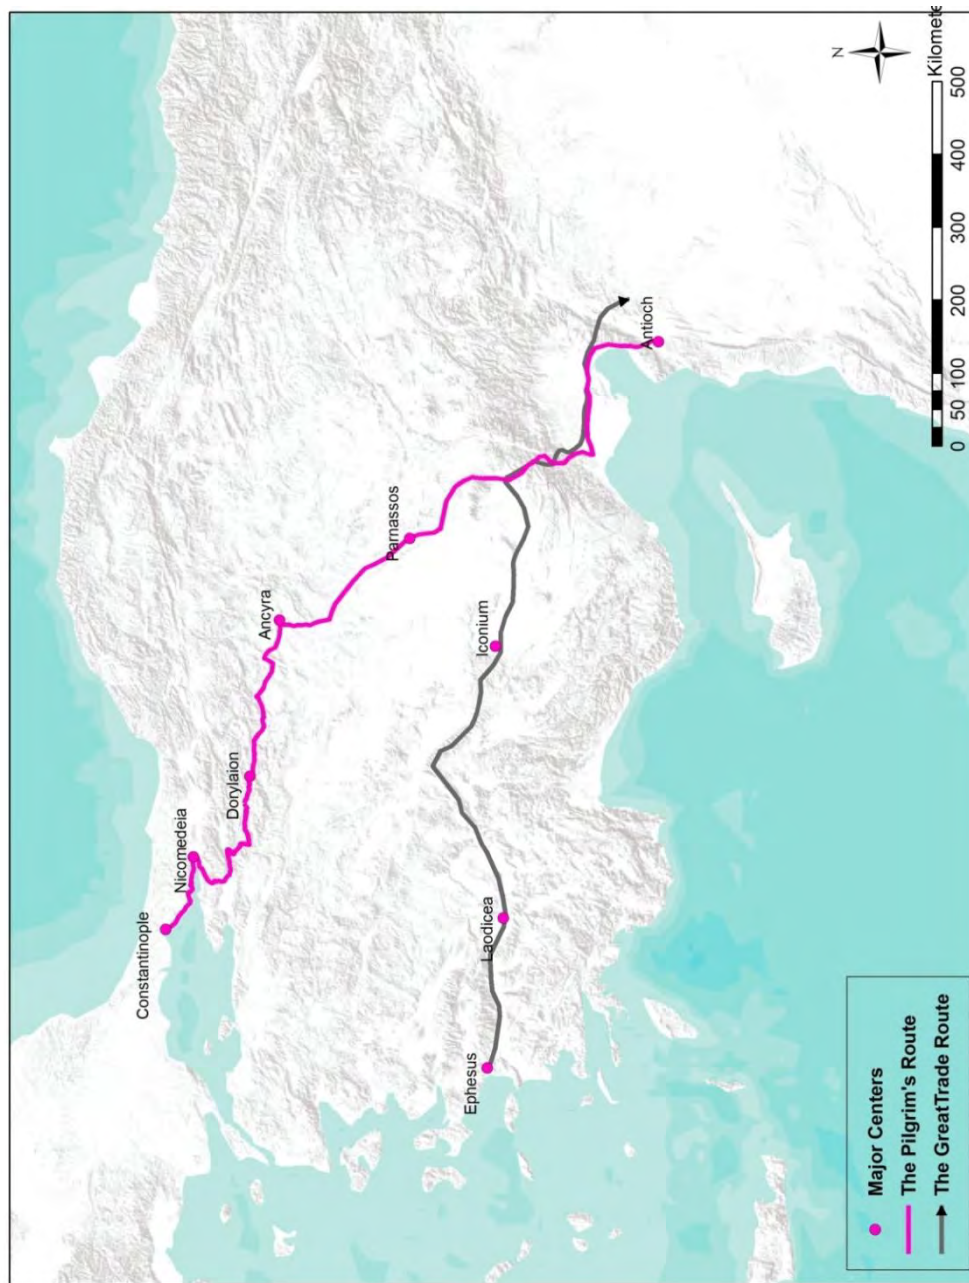 Constantinople
Nicomedeia
Dorylaion
Ancyra
Parnassos
Ephesus
Laodicea
Iconium
Antioch
N
Major Centers
The Pilgrim's Route
The GreatTrade Route
0 50 100 200 300 400 500
Kilomete